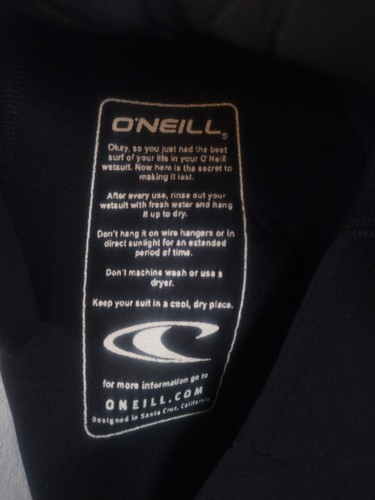 O'NEILL®
Okay, so you just had the best
surf of your life in your O'Neill
wetsuit. Now here is the secret to
making it last.
After every use, rinse out your
wetsuit with fresh water and hang
it up to dry.
Don't hang it on wire hangers or in
direct sunlight for an extended
period of time.
Don't machine wash or use a
dryer.
Keep your suit in a cool, dry place.
for more information go to
ONEILL.COM
Designed in Santa Cruz, California